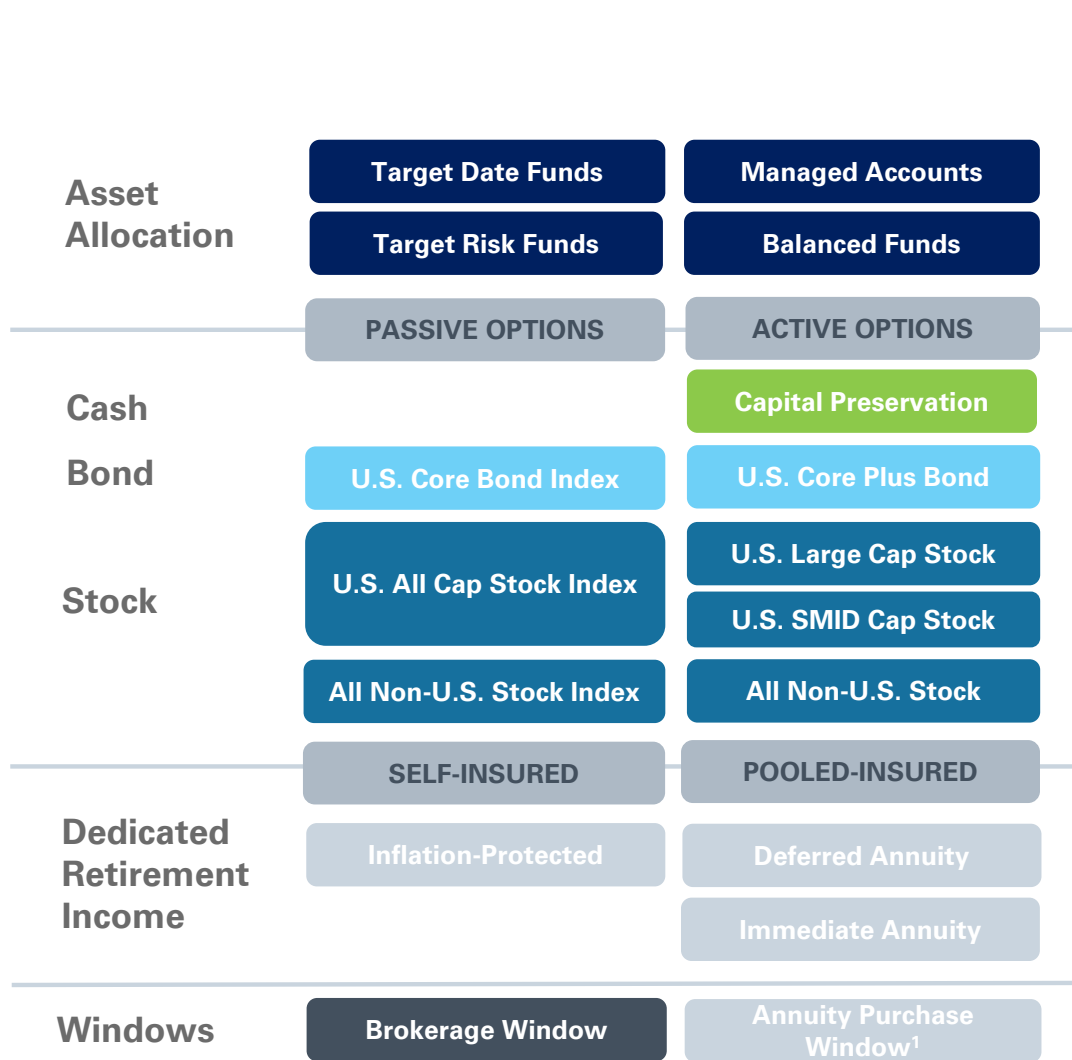 Asset
Allocation
Target Date Funds
Managed Accounts
Target Risk Funds
Balanced Funds
PASSIVE OPTIONS
ACTIVE OPTIONS
Cash
Capital Preservation
Bond
U.S. Core Bond Index
U.S. Core Plus Bond
Stock
U.S. All Cap Stock Index
U.S. Large Cap Stock
U.S. SMID Cap Stock
All Non-U.S. Stock Index
All Non-U.S. Stock
SELF-INSURED
POOLED-INSURED
Dedicated
Retirement
Income
Inflation-Protected
Deferred Annuity
Immediate Annuity
Windows
Brokerage Window
Annuity Purchase
Window¹